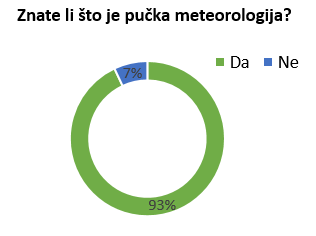 Znate li što je pučka meteorologija?
Da Ne
7%
93%